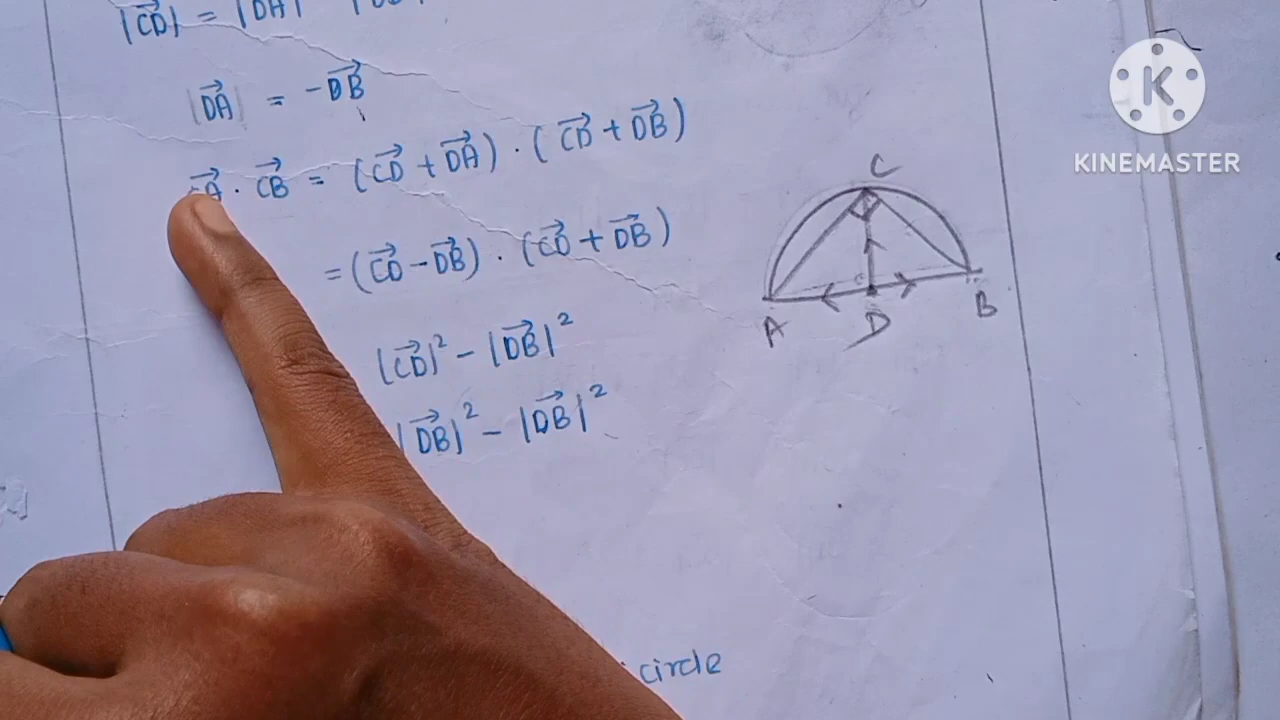 |CD⃗| = |DA⃗|
|DA⃗| = -DB⃗
CA⃗ · CB⃗ = (CD⃗ + DA⃗) · (CD⃗ + DB⃗)
= (CD⃗ - DB⃗) · (CD⃗ + DB⃗)
|CD⃗|² - |DB⃗|²
|DB⃗|² - |DB⃗|²
circle
C
A D B
K
KINEMASTER